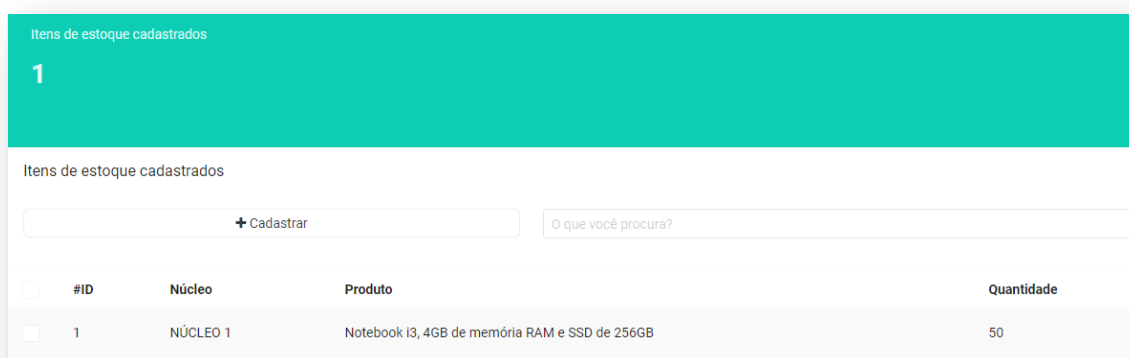 Itens de estoque cadastrados
1
Itens de estoque cadastrados
+ Cadastrar
O que você procura?
#ID Núcleo Produto Quantidade
1 NÚCLEO 1 Notebook i3, 4GB de memória RAM e SSD de 256GB 50